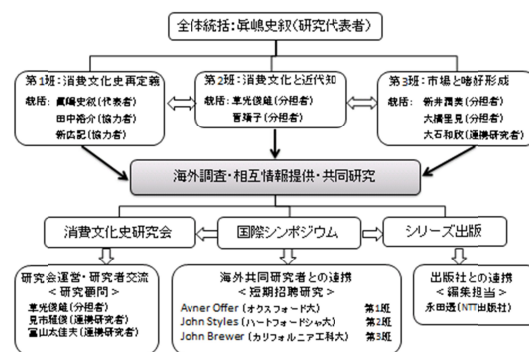 全体統括：眞嶋史叙(研究代表者)
第1班：消費文化史再定義
統括：眞嶋史叙(代表者)
田中裕介(協力者)
新広記(協力者)
第2班：消費文化と近代知
統括：草光俊雄(分担者)
菅靖子(分担者)
第3班：市場と嗜好形成
統括： 新井潤美(分担者)
大橋里見(分担者)
大石和欣(連携研究者)
海外調査・相互情報提供・共同研究
消費文化史研究会
国際シンポジウム
シリーズ出版
研究会運営・研究者交流
＜研究顧問＞
草光俊雄(分担者)
見市雅俊(連携研究者)
富山太佳夫(連携研究者)
海外共同研究者との連携
＜短期招聘研究＞
Avner Offer (オクスフォード大) 第1班
John Styles (ハートフォードシャ大) 第2班
John Brewer (カリフォルニア工科大) 第3班
出版社との連携
＜編集担当＞
永田透(NTT出版社)